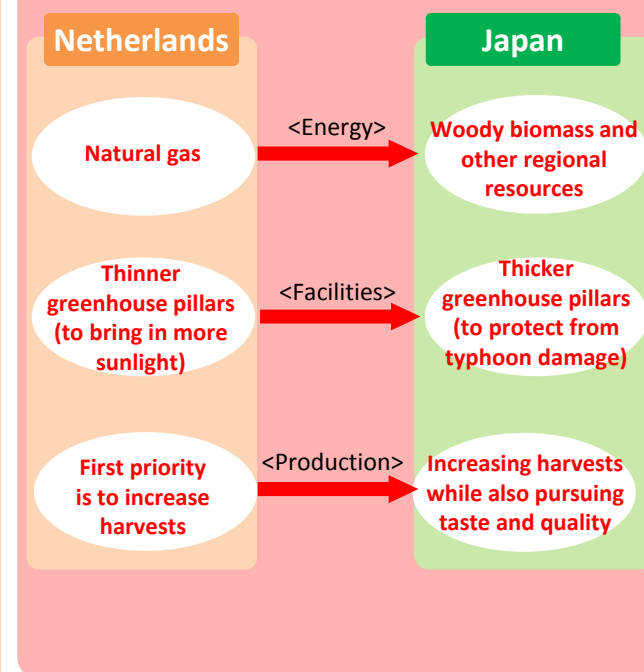 Netherlands
Japan
Natural gas
<Energy>
Woody biomass and
other regional
resources
Thinner
greenhouse pillars
(to bring in more
sunlight)
<Facilities>
Thicker
greenhouse pillars
(to protect from
typhoon damage)
First priority
is to increase
harvests
<Production>
Increasing harvests
while also pursuing
taste and quality